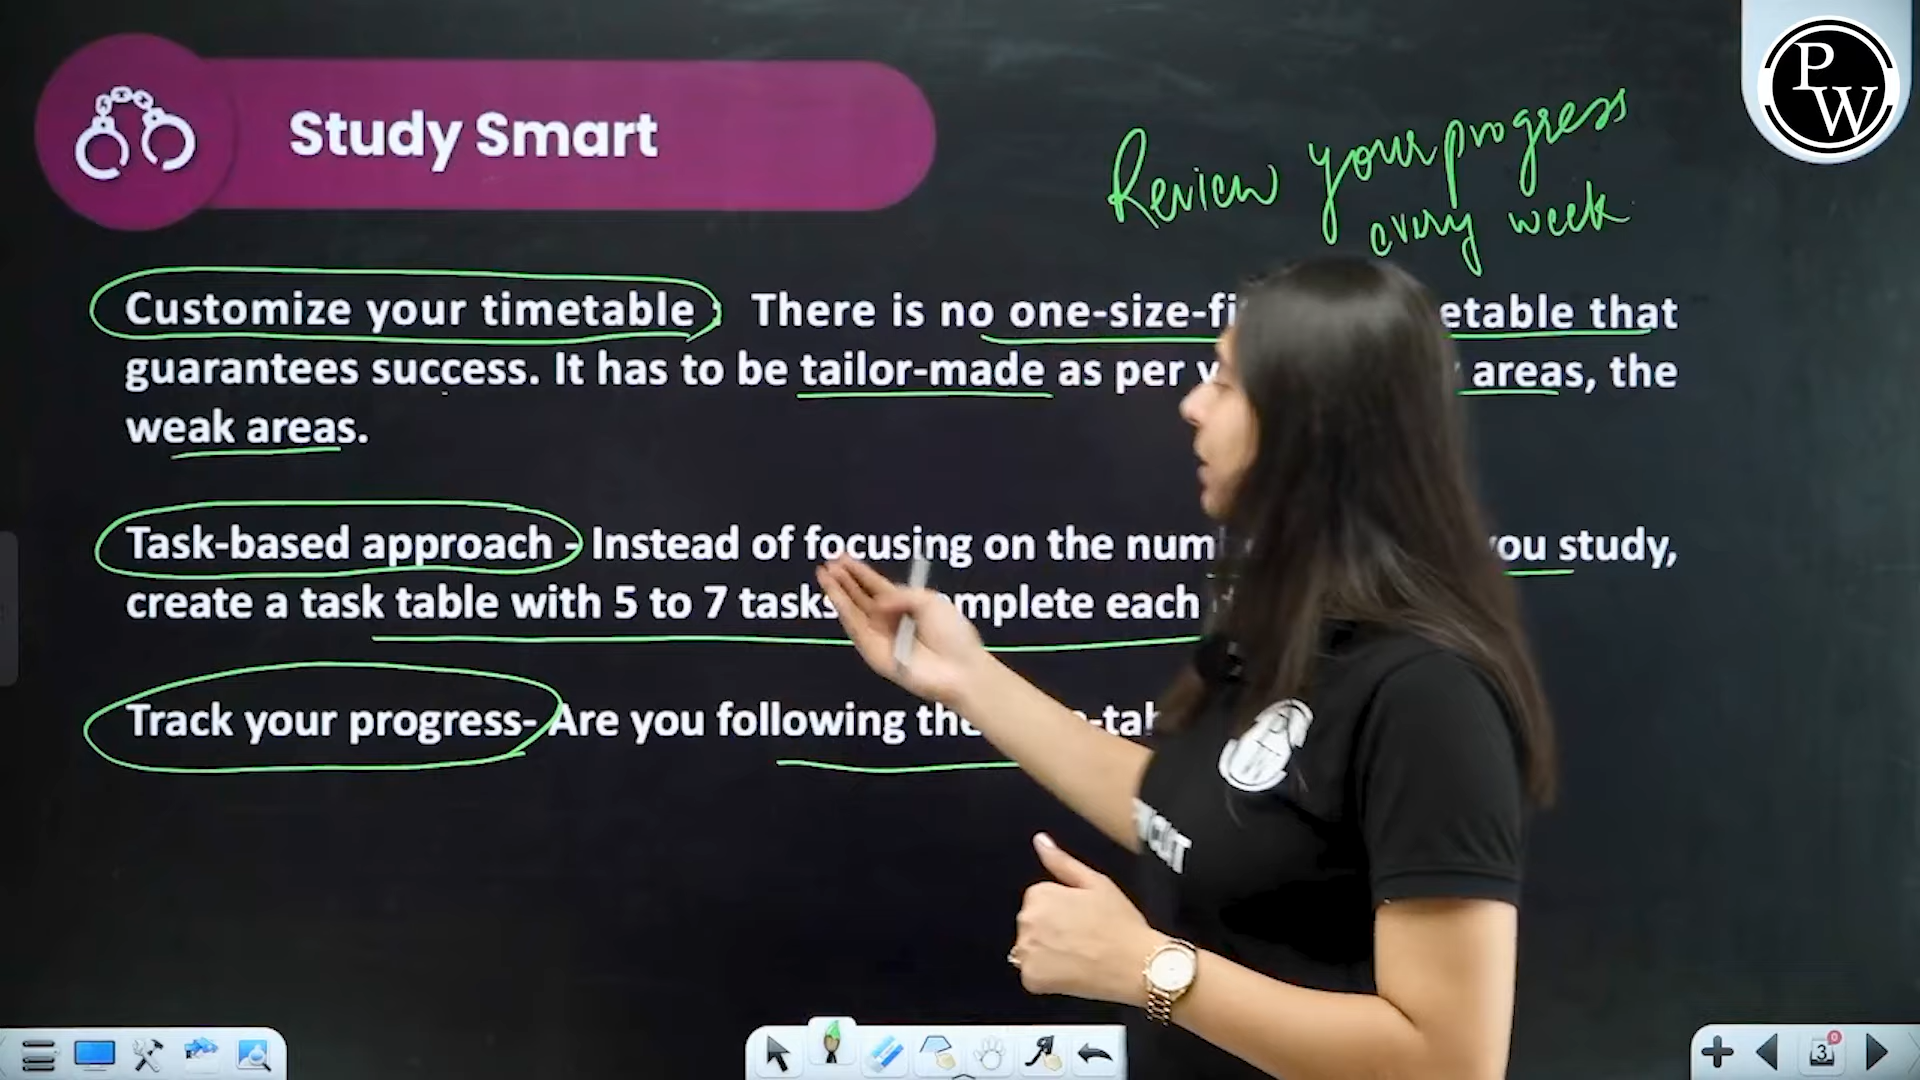 P
W
Study Smart
Review your progress
every week
Customize your timetable : There is no one-size-fi etable that
guarantees success. It has to be tailor-made as per areas, the
weak areas.
Task-based approach - Instead of focusing on the num you study,
create a task table with 5 to 7 tasks mplete each
Track your progress- Are you following the -tab
3